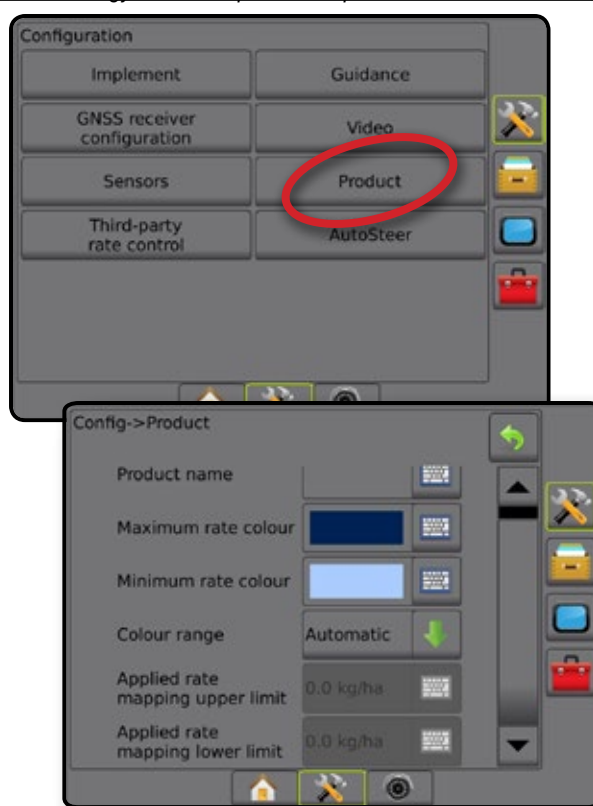 Configuration
Implement
Guidance
GNSS receiver
configuration
Video
Sensors
Product
Third-party
rate control
AutoSteer
Config->Product
Product name
Maximum rate colour
Minimum rate colour
Colour range
Automatic
Applied rate
mapping upper limit
0.0 kg/ha
Applied rate
mapping lower limit
0.0 kg/ha